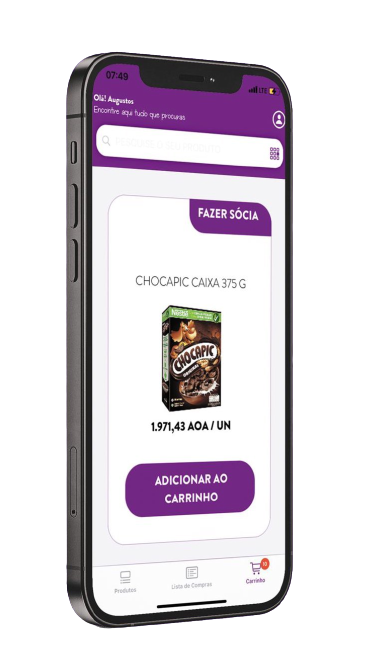 07:49
LTE
Olá! Augustos
Encontre aqui tudo que procuras
FAZER SÓCIA
CHOCAPIC CAIXA 375 G
Nestlé
CHOCAPIC
1.971,43 AOA / UN
ADICIONAR AO
CARRINHO
Produtos
Lista de Compras
Carrinho